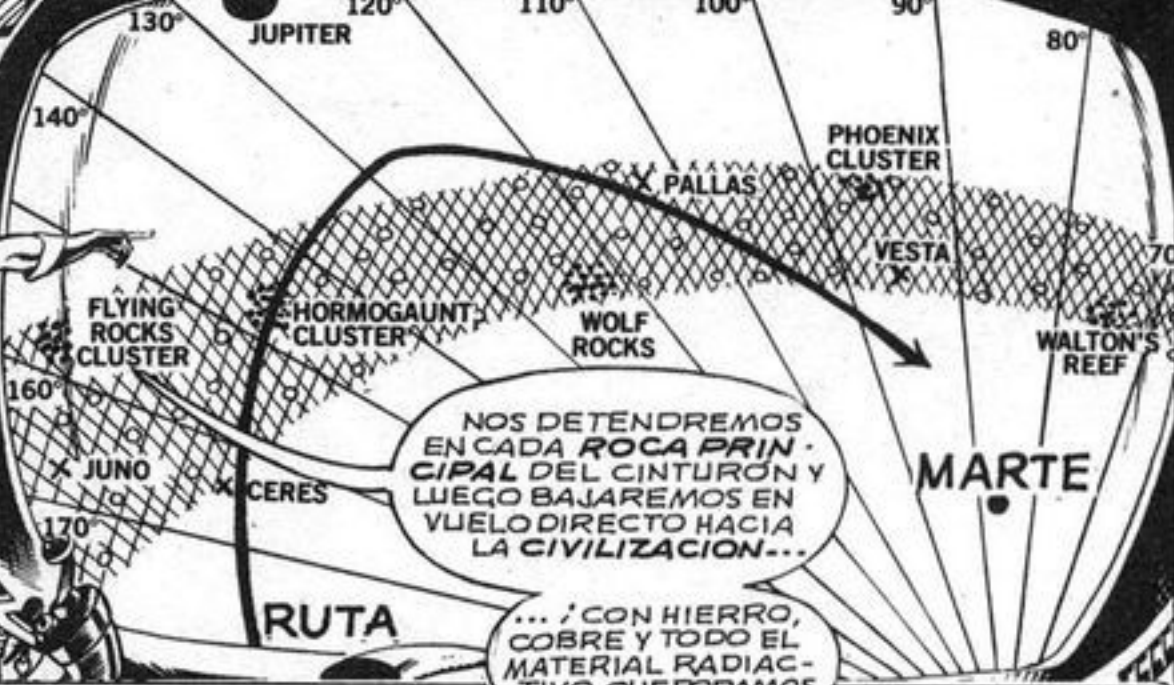 130°
120°
110°
100°
90°
80°
JUPITER
140°
PHOENIX
CLUSTER
PALLAS
VESTA
70
FLYING
ROCKS
CLUSTER
HORMOGAUNT
CLUSTER
WOLF
ROCKS
WALTON'S
REEF
160°
JUNO
CERES
170°
NOS DETENDREMOS
EN CADA ROCA PRIN-
CIPAL DEL CINTURÓN Y
LUEGO BAJAREMOS EN
VUELO DIRECTO HACIA
LA CIVILIZACION...
MARTE
RUTA
...¡CON HIERRO,
COBRE Y TODO EL
MATERIAL RADIAC-